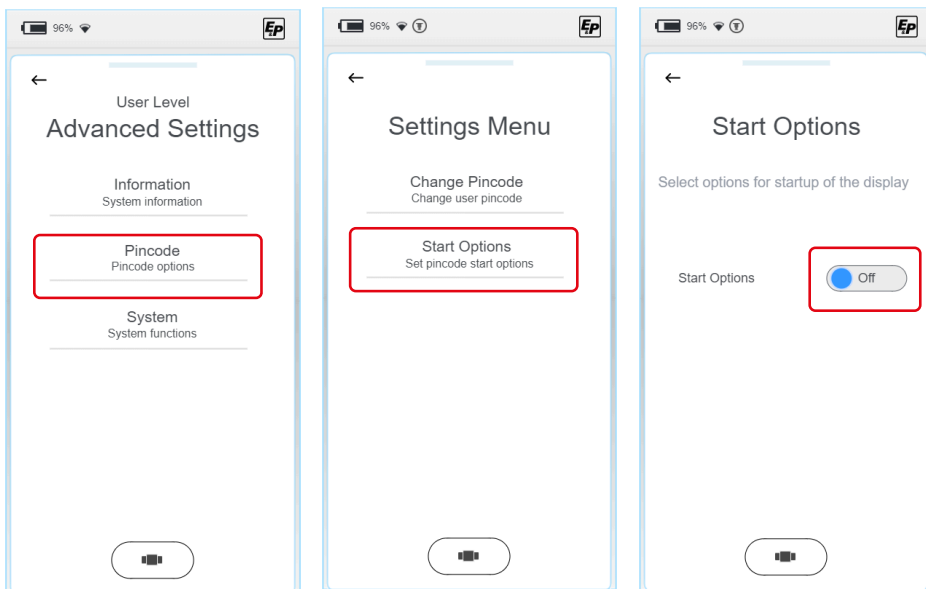 96%
EP
User Level
Advanced Settings
Information
System information
Pincode
Pincode options
System
System functions
96%
EP
Settings Menu
Change Pincode
Change user pincode
Start Options
Set pincode start options
96%
EP
Start Options
Select options for startup of the display
Start Options
Off